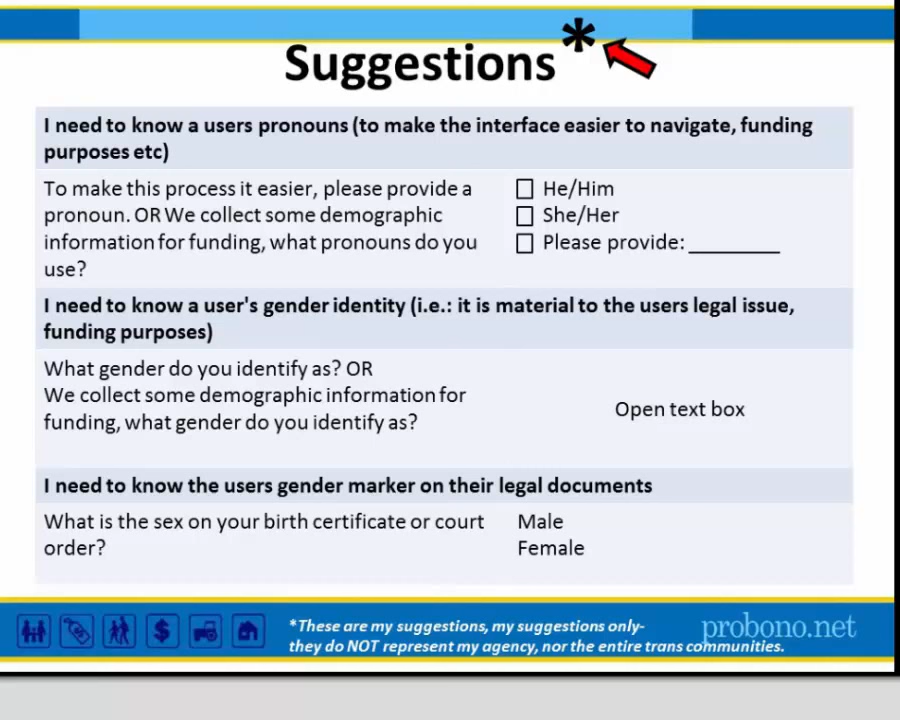 Suggestions*
I need to know a users pronouns (to make the interface easier to navigate, funding
purposes etc)
To make this process it easier, please provide a
pronoun. OR We collect some demographic
information for funding, what pronouns do you
use?
He/Him
She/Her
Please provide: ________
I need to know a user's gender identity (i.e.: it is material to the users legal issue,
funding purposes)
What gender do you identify as? OR
We collect some demographic information for
funding, what gender do you identify as?
Open text box
I need to know the users gender marker on their legal documents
What is the sex on your birth certificate or court
order?
Male
Female
*These are my suggestions, my suggestions only-
they do NOT represent my agency, nor the entire trans communities.
probono.net